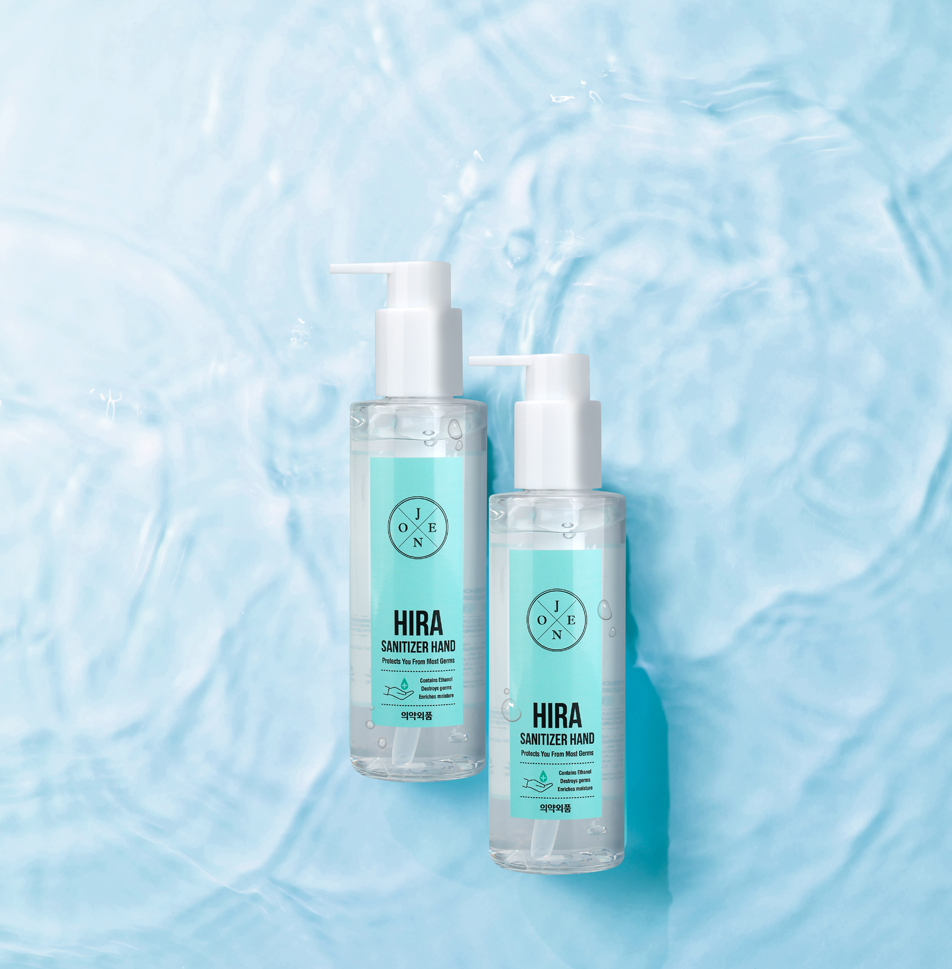 J
O E
N
HIRA
SANITIZER HAND
Protects You From Most Germs
Contains Ethanol
Destroys germs
Enriches moisture
의약외품
J
O E
N
HIRA
SANITIZER HAND
Protects You From Most Germs
Contains Ethanol
Destroys germs
Enriches moisture
의약외품